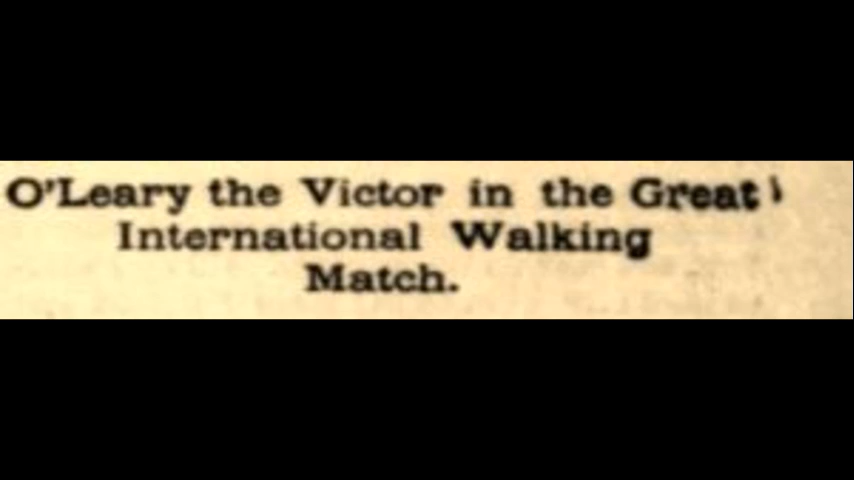 O'Leary the Victor in the Great
International Walking
Match.